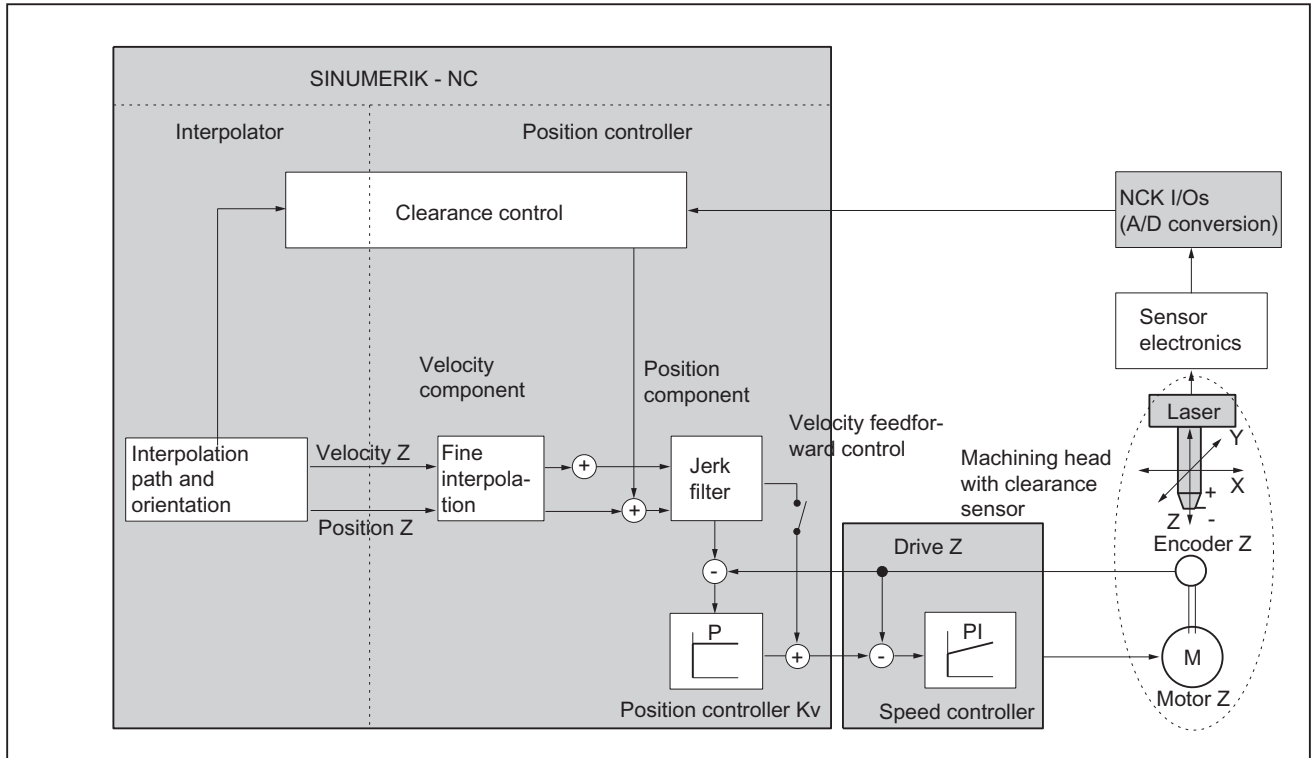 SINUMERIK - NC
Interpolator
Position controller
Clearance control
NCK I/Os
(A/D conversion)
Sensor
electronics
Velocity
component
Position
component
Laser
Velocity feedfor-
ward control
Y
X
+
Z
-
Interpolation
path and
orientation
Velocity Z
Position Z
Fine
interpola-
tion
+
+
Jerk
filter
Machining head
with clearance
sensor
Encoder Z
Drive Z
-
P
+
-
PI
M
Position controller Kv
Speed controller
Motor Z